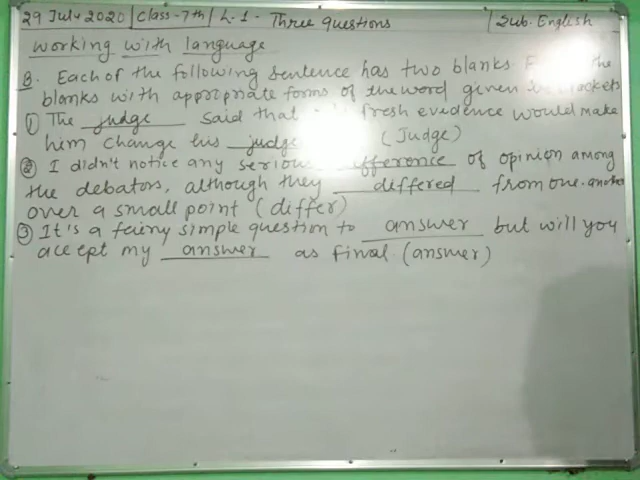 29 July 2020 | Class-7th | L.1- Three Questions | Sub. English
working with language
B. Each of the following sentence has two blanks the
blanks with appropriate forms of the word given brackets
① The judge said that fresh evidence would make
him change his judge (Judge)
② I didn't notice any serious difference of opinion among
the debators, although they differed from one-another
over a small point (differ)
③ It's a fairly simple question to answer but will you
accept my answer as final. (answer)